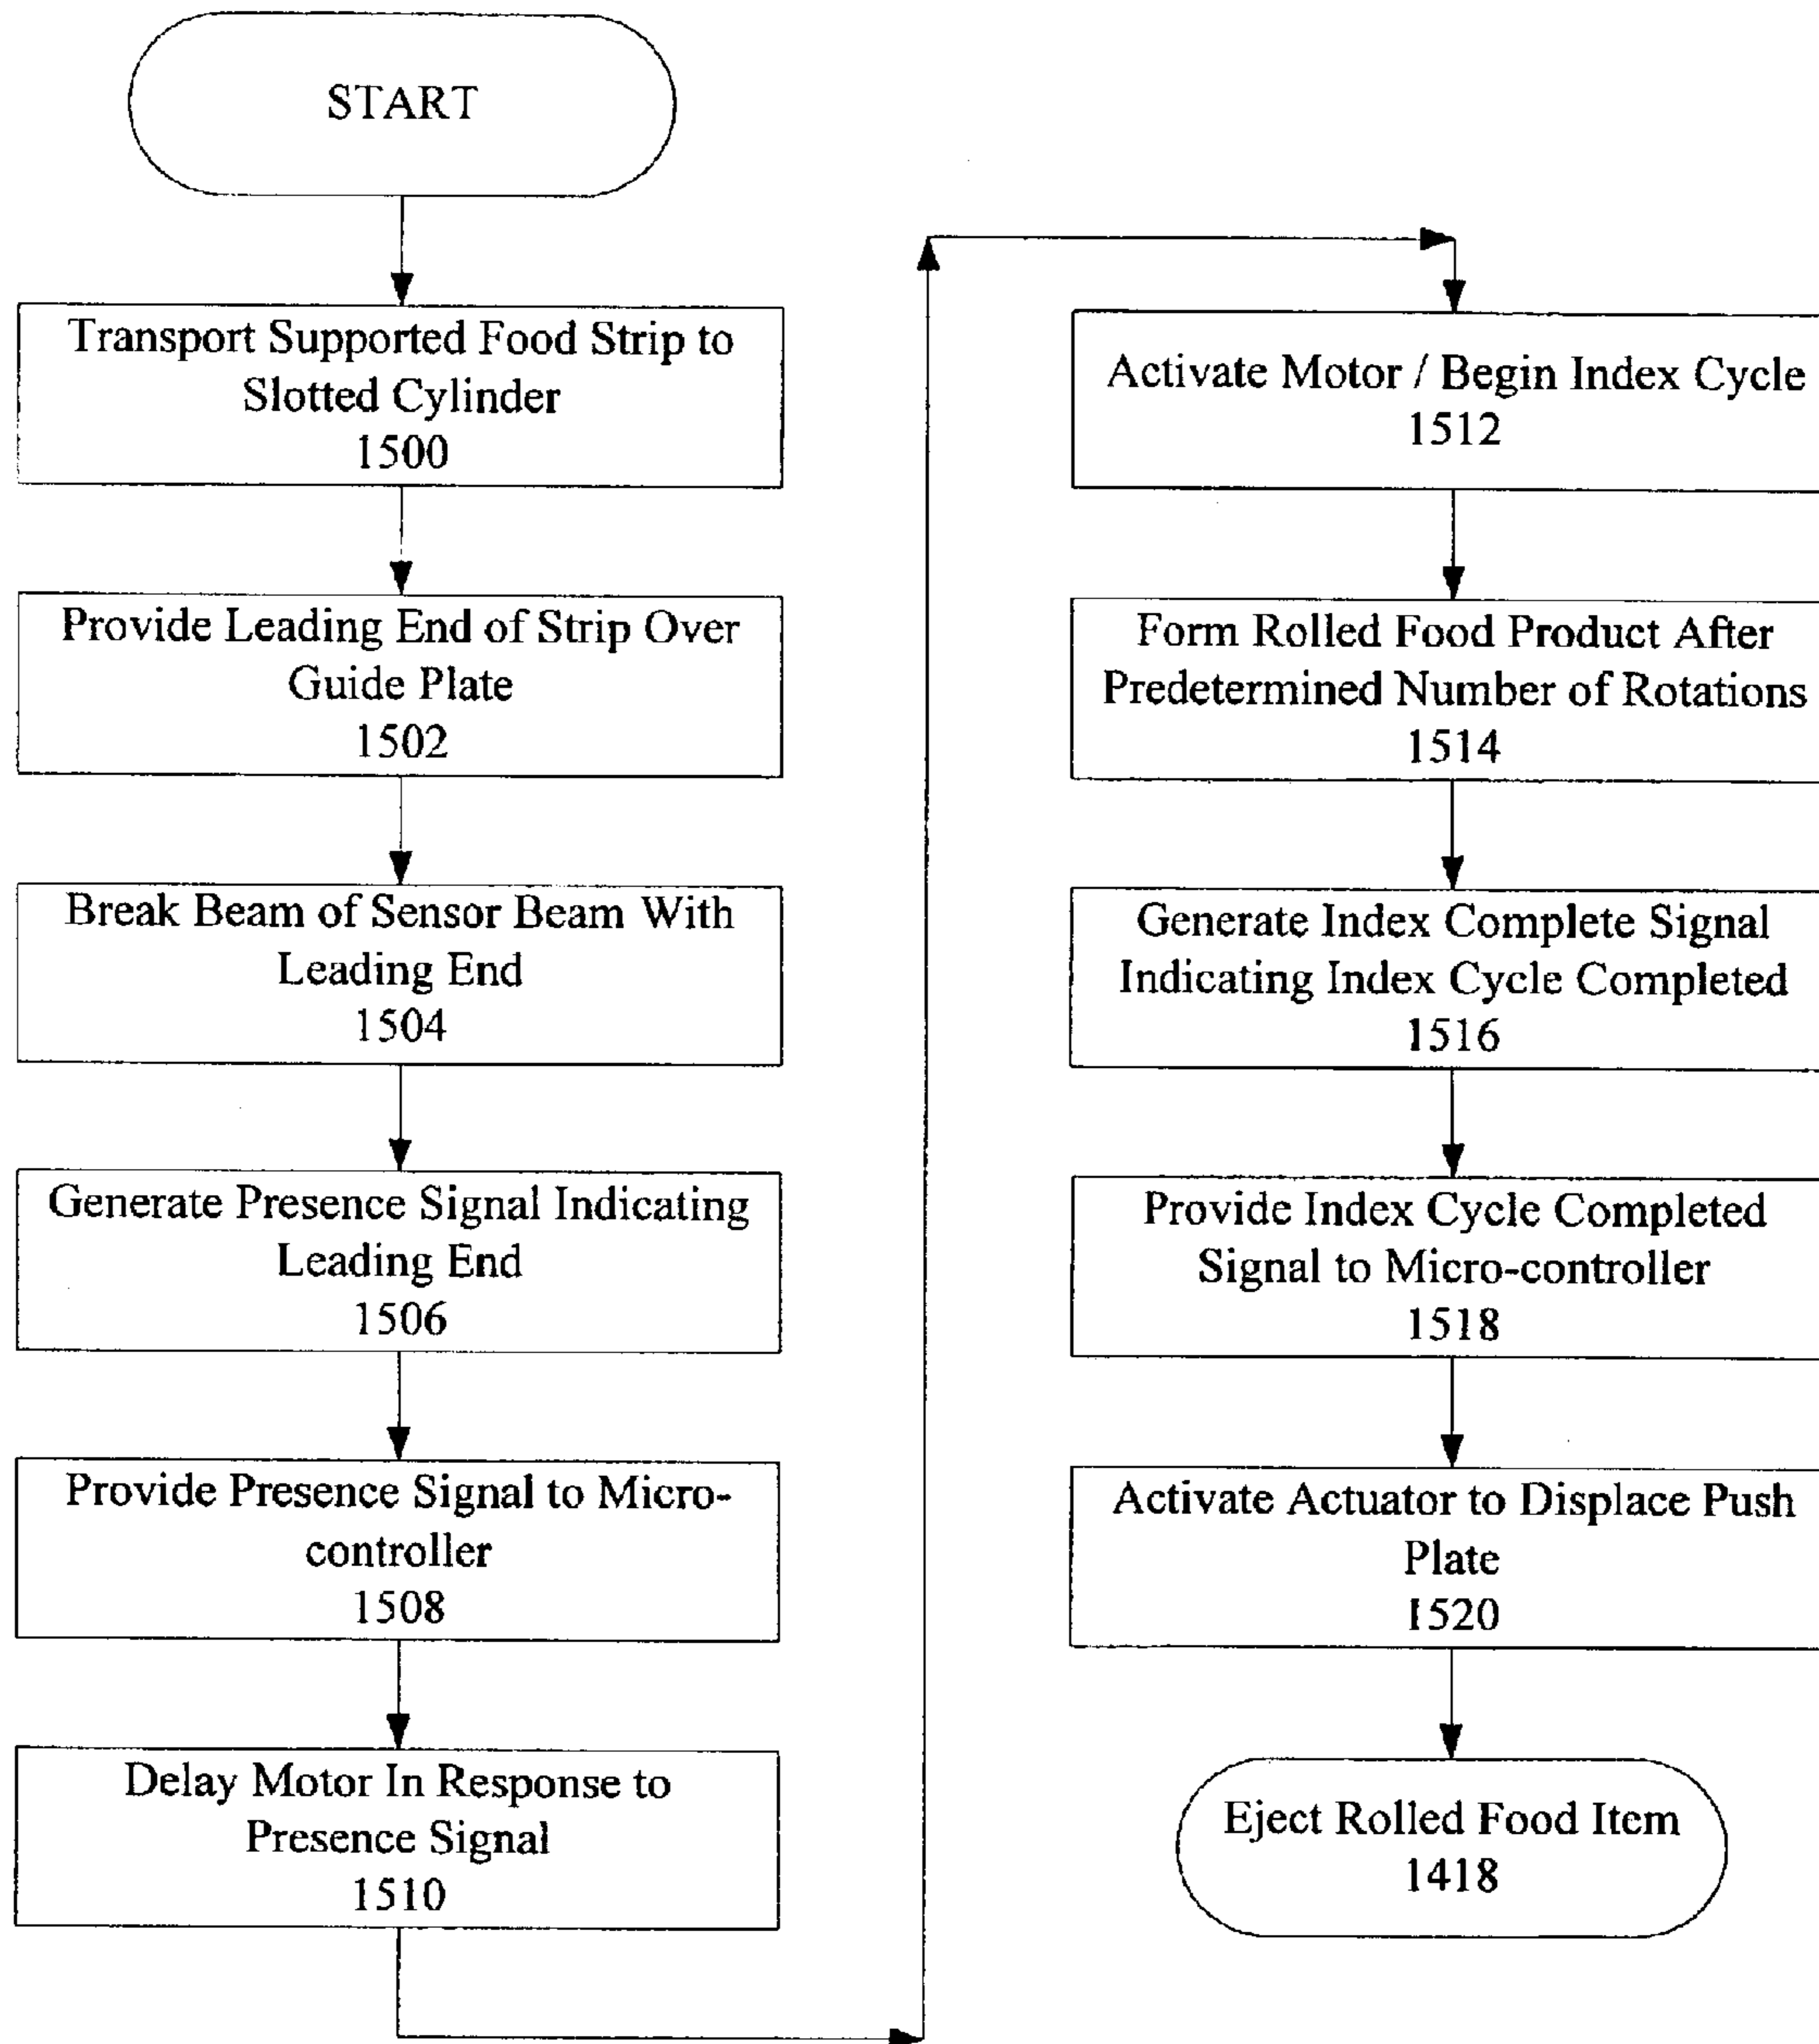 START
Transport Supported Food Strip to
Slotted Cylinder
1500
Provide Leading End of Strip Over
Guide Plate
1502
Break Beam of Sensor Beam With
Leading End
1504
Generate Presence Signal Indicating
Leading End
1506
Provide Presence Signal to Micro-
controller
1508
Delay Motor In Response to
Presence Signal
1510
Activate Motor / Begin Index Cycle
1512
Form Rolled Food Product After
Predetermined Number of Rotations
1514
Generate Index Complete Signal
Indicating Index Cycle Completed
1516
Provide Index Cycle Completed
Signal to Micro-controller
1518
Activate Actuator to Displace Push
Plate
1520
Eject Rolled Food Item
1418